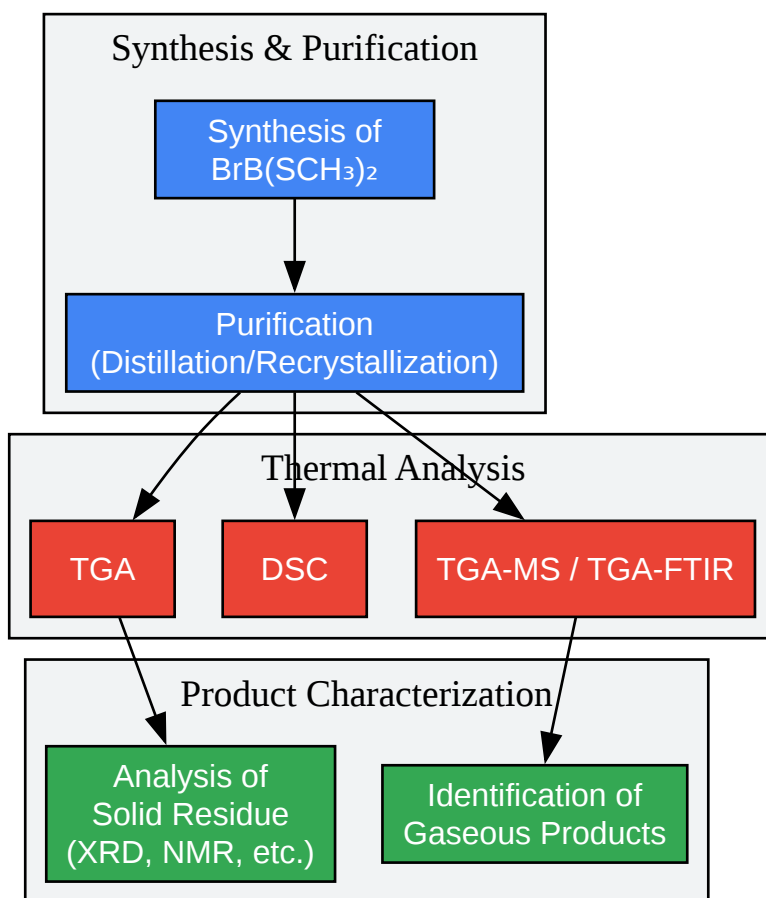 Synthesis & Purification
Synthesis of
BrB(SCH₃)₂
Purification
(Distillation/Recrystallization)
Thermal Analysis
TGA
DSC
TGA-MS / TGA-FTIR
Product Characterization
Analysis of
Solid Residue
(XRD, NMR, etc.)
Identification of
Gaseous Products